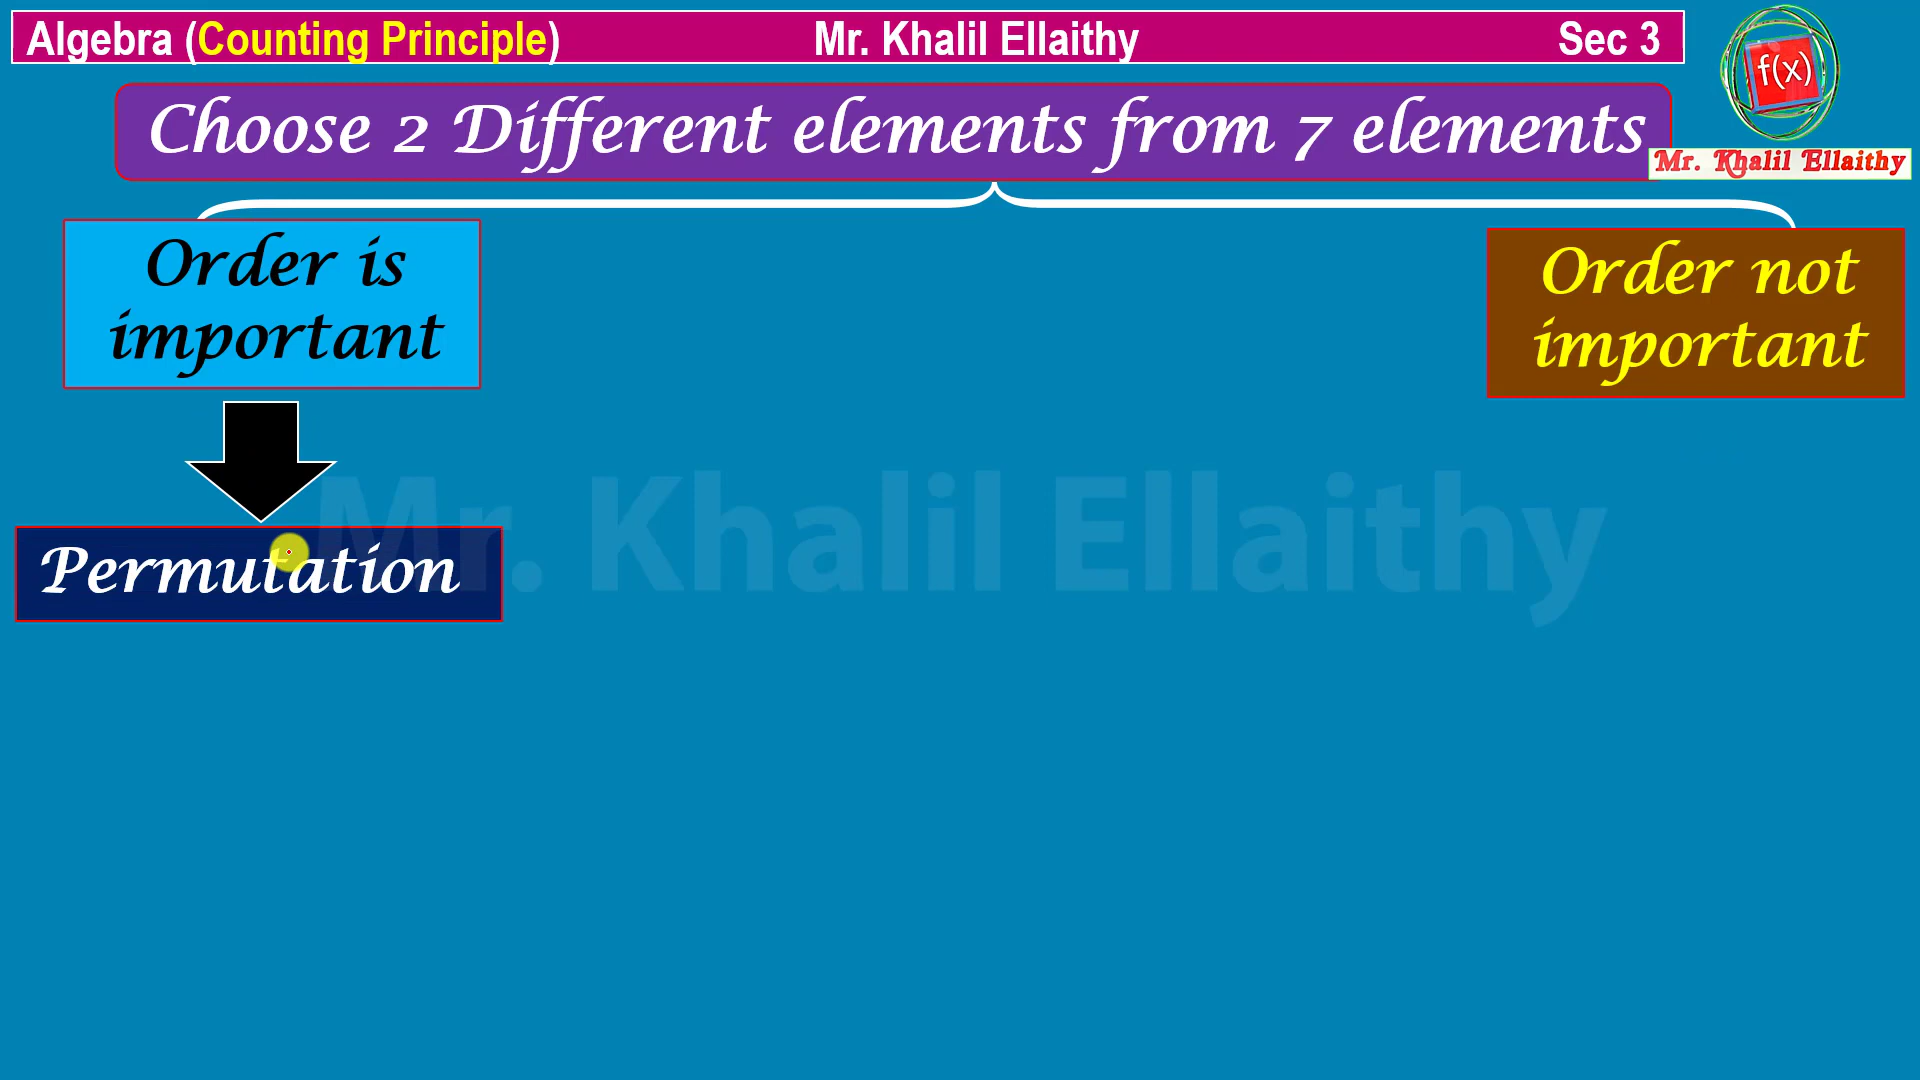 Algebra (Counting Principle) Mr. Khalil Ellaithy Sec 3
f(x)
Mr. Khalil Ellaithy
Choose 2 Different elements from 7 elements
Order is
important
Order not
important
Permutation
Mr. Khalil Ellaithy